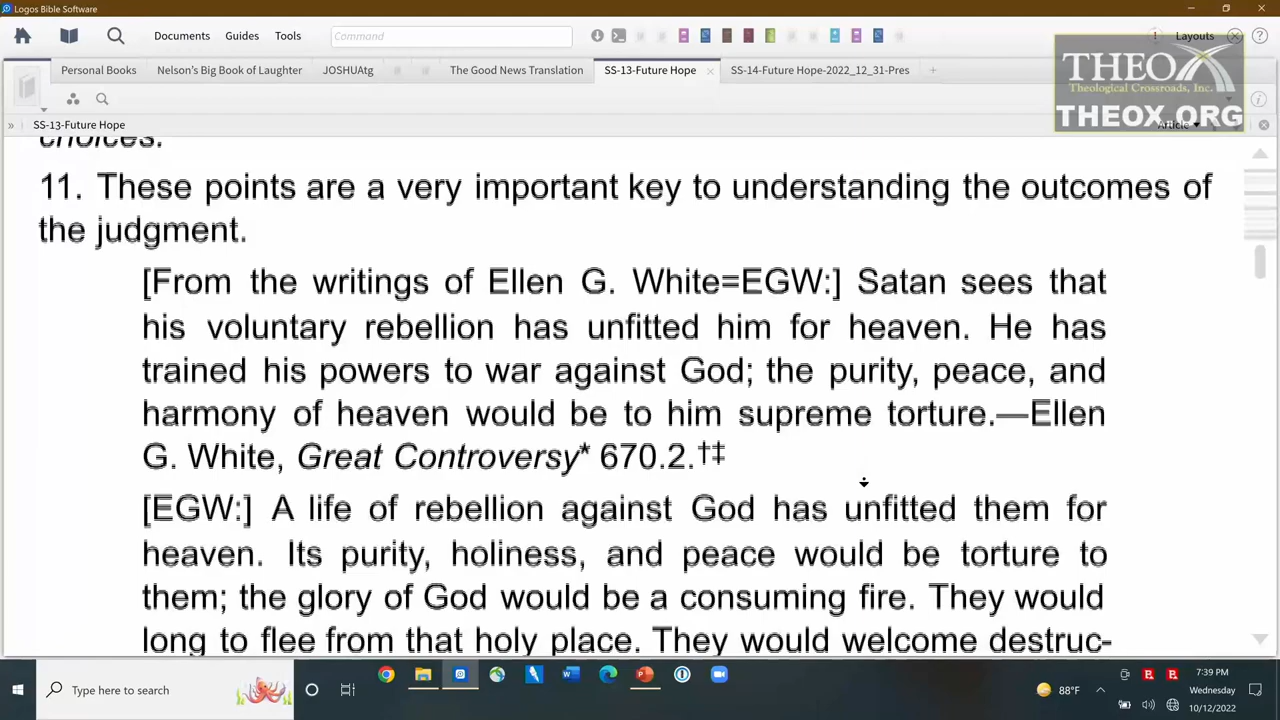 Logos Bible Software
Documents Guides Tools Command Layouts
THEOX
Theological Crossroads, Inc.
THEOX.ORG
Personal Books Nelson's Big Book of Laughter JOSHUAtg The Good News Translation SS-13-Future Hope SS-14-Future Hope-2022_12_31-Pres
SS-13-Future Hope Article
choices.
11. These points are a very important key to understanding the outcomes of
the judgment.
[From the writings of Ellen G. White=EGW:] Satan sees that
his voluntary rebellion has unfitted him for heaven. He has
trained his powers to war against God; the purity, peace, and
harmony of heaven would be to him supreme torture.—Ellen
G. White, Great Controversy* 670.2.†‡
[EGW:] A life of rebellion against God has unfitted them for
heaven. Its purity, holiness, and peace would be torture to
them; the glory of God would be a consuming fire. They would
long to flee from that holy place. They would welcome destruc-
Type here to search
88°F
7:39 PM
Wednesday
10/12/2022